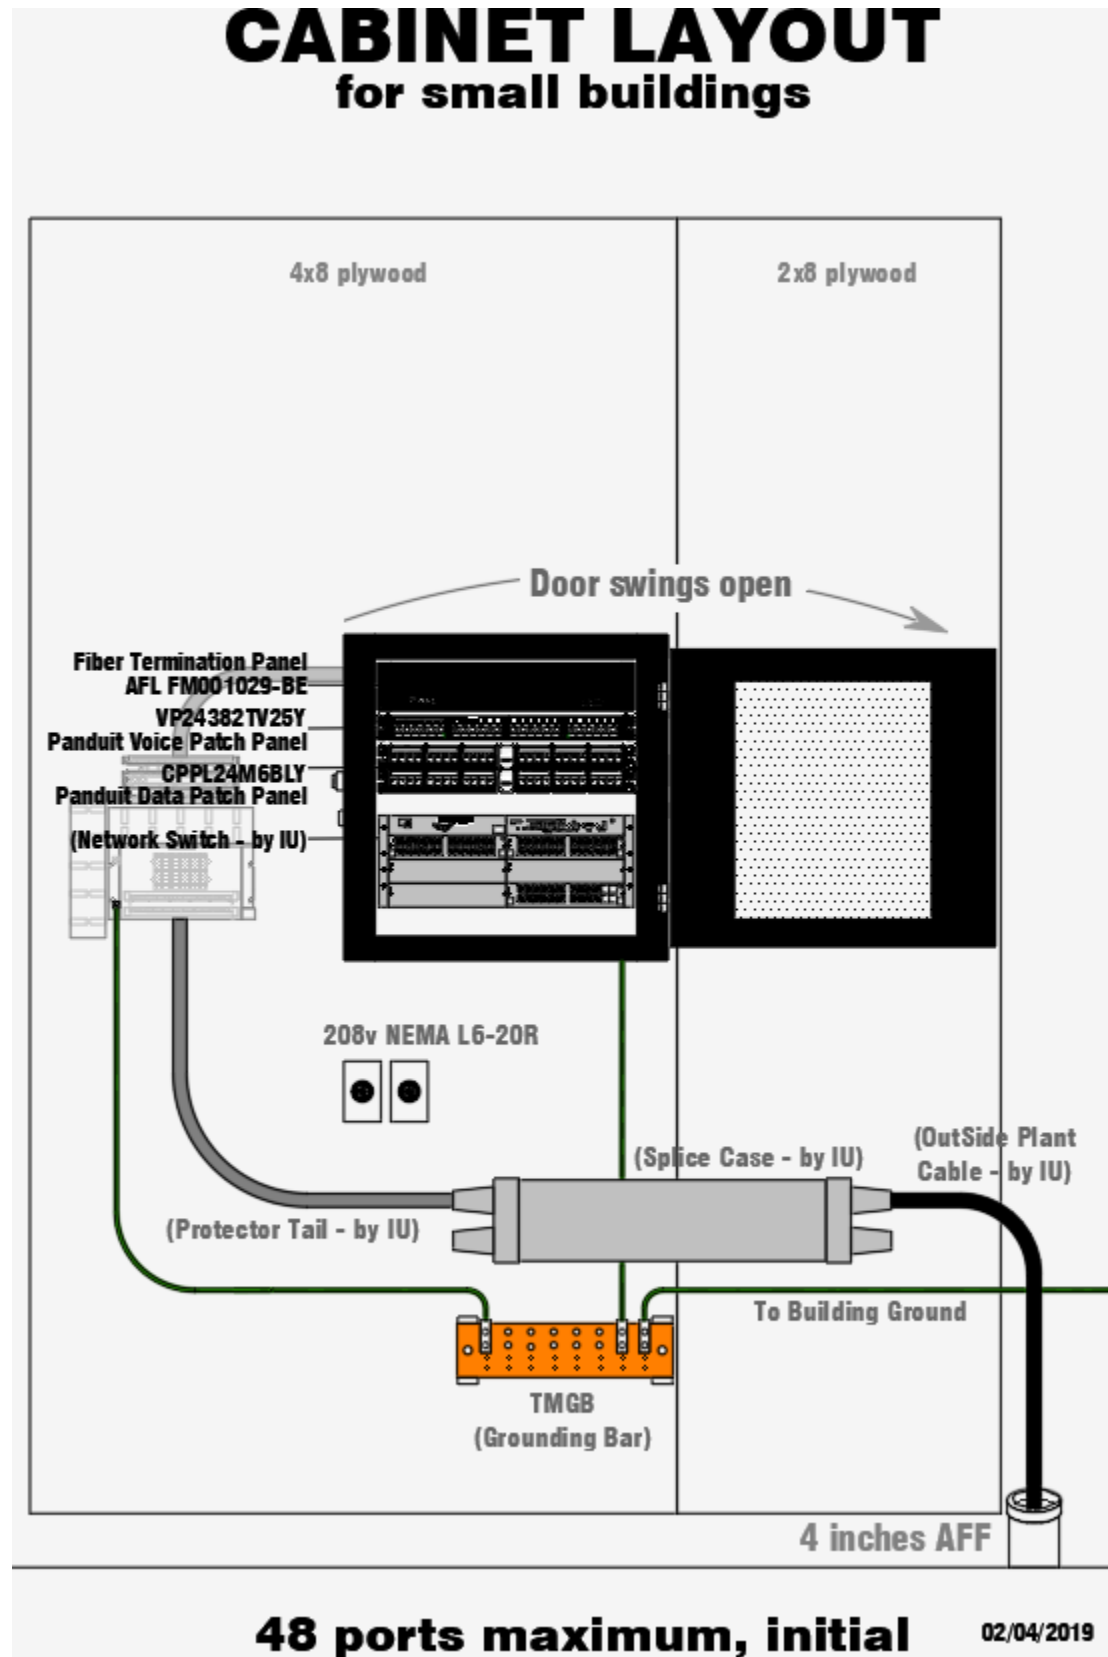 CABINET LAYOUT
for small buildings
4x8 plywood
2x8 plywood
Door swings open
Fiber Termination Panel
AFL FM001029-BE
VP24382TV25Y
Panduit Voice Patch Panel
CPPL24M6BLY
Panduit Data Patch Panel
(Network Switch - by IU)
208v NEMA L6-20R
(OutSide Plant
Cable - by IU)
(Splice Case - by IU)
(Protector Tail - by IU)
To Building Ground
TMGB
(Grounding Bar)
4 inches AFF
48 ports maximum, initial
02/04/2019